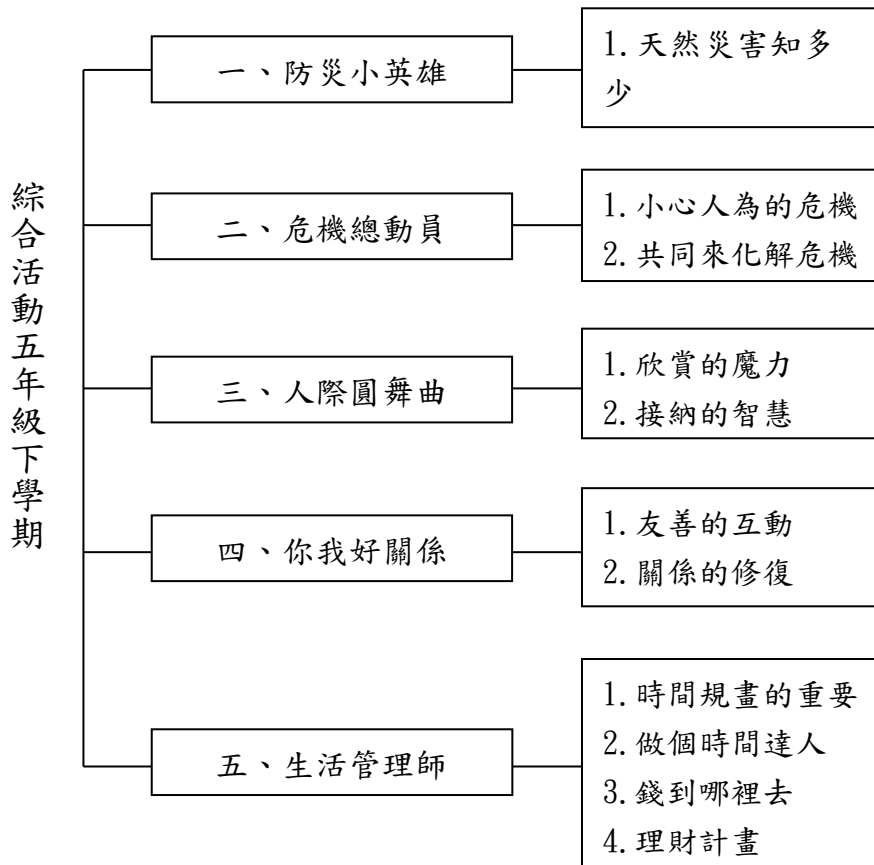 綜合活動五年級下學期
一、防災小英雄
1.天然災害知多
少
二、危機總動員
1.小心人為的危機
2.共同來化解危機
三、人際圓舞曲
1.欣賞的魔力
2.接納的智慧
四、你我好關係
1.友善的互動
2.關係的修復
五、生活管理師
1.時間規畫的重要
2.做個時間達人
3.錢到哪裡去
4.理財計畫